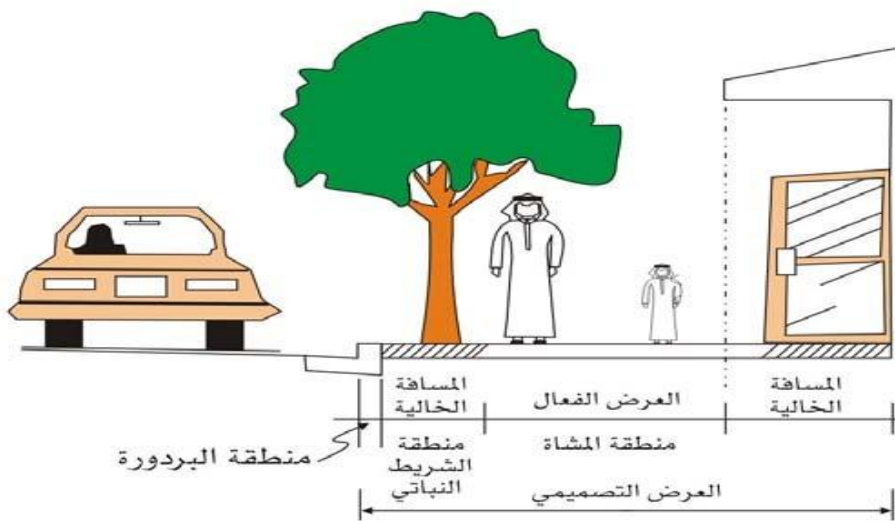 المسافة الخالية
العرض الفعال
المسافة الخالية
منطقة المشاة
منطقة الشريط النباتي
منطقة البردورة
العرض التصميمي